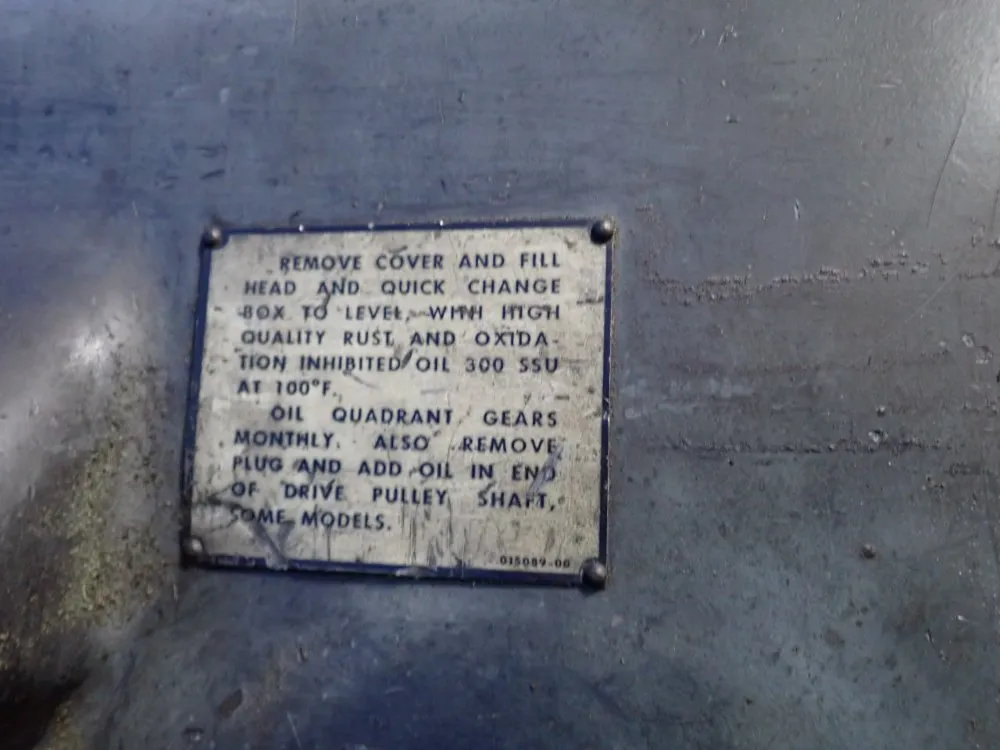 REMOVE COVER AND FILL
HEAD AND QUICK CHANGE
BOX TO LEVEL, WITH HIGH
QUALITY RUST AND OXIDA-
TION INHIBITED OIL 300 SSU
AT 100°F.
OIL QUADRANT GEARS
MONTHLY. ALSO REMOVE
PLUG AND ADD OIL IN END
OF DRIVE PULLEY SHAFT,
SOME MODELS.
015089-00